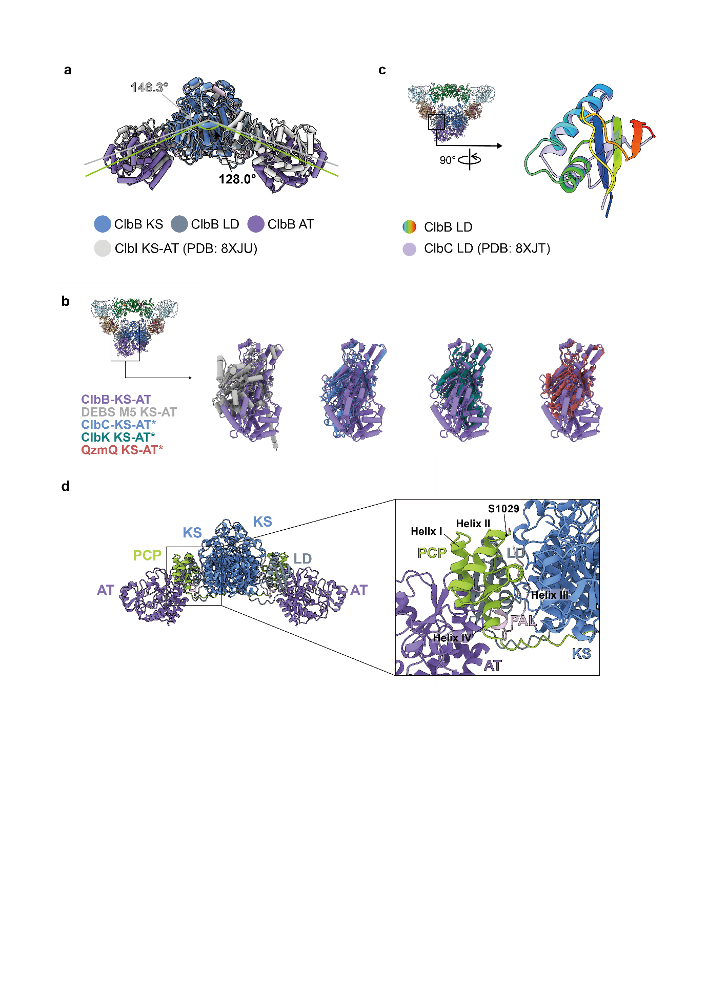 a
146.3°
128.0°
ClbB KS
ClbB LD
ClbB AT
ClbI KS-AT (PDB: 8XJU)
c
90°
ClbB LD
ClbC LD (PDB: 8XJT)
b
ClbB-KS-AT
DEBS M5 KS-AT
ClbC-KS-AT*
ClbK KS-AT*
QzmQ KS-AT*
d
KS
KS
PCP
LD
AT
AT
S1029
Helix II
Helix I
PCP
LD
Helix III
PAL
Helix IV
KS
AT